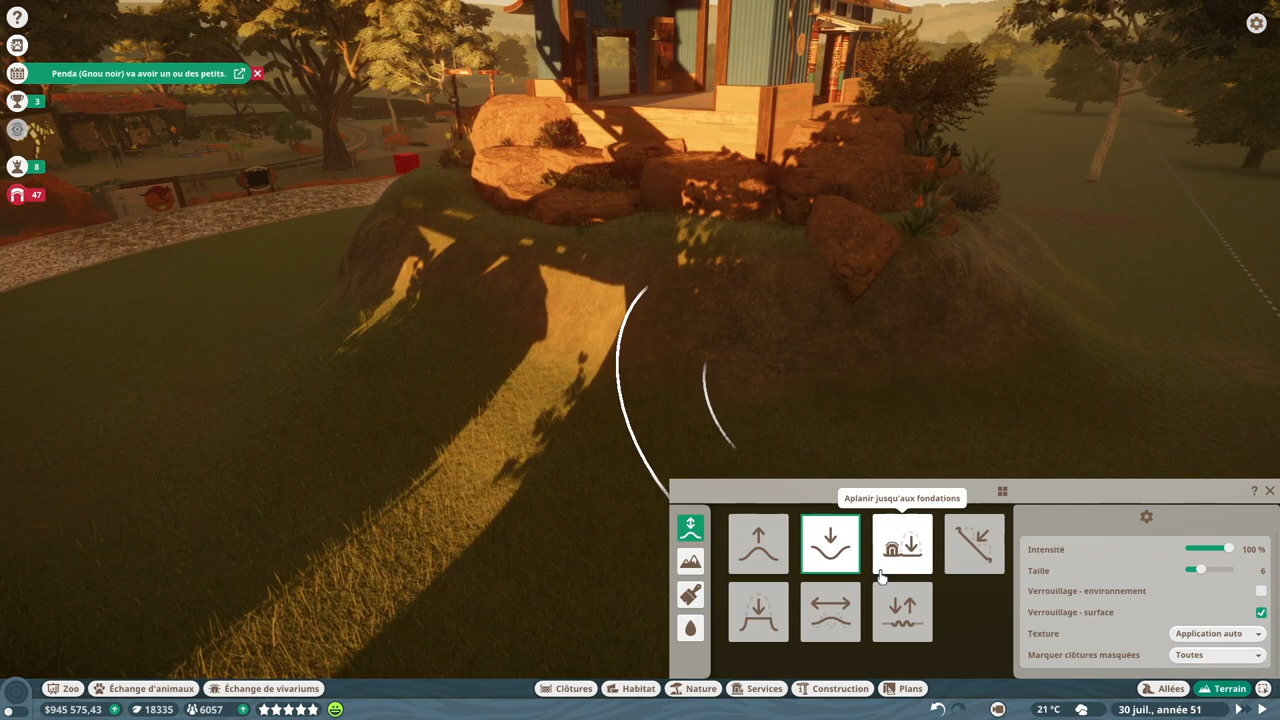 ?
Penda (Gnou noir) va avoir un ou des petits.
3
8
47
Aplanir jusqu'aux fondations
?
Intensité 100 %
Taille 6
Verrouillage - environnement
Verrouillage - surface
Texture Application auto
Marquer clôtures masquées Toutes
Zoo Échange d'animaux Échange de vivariums Clôtures Habitat Nature Services Construction Plans Allées Terrain
$945 575,43 18335 6057 21 °C 30 juil., année 51